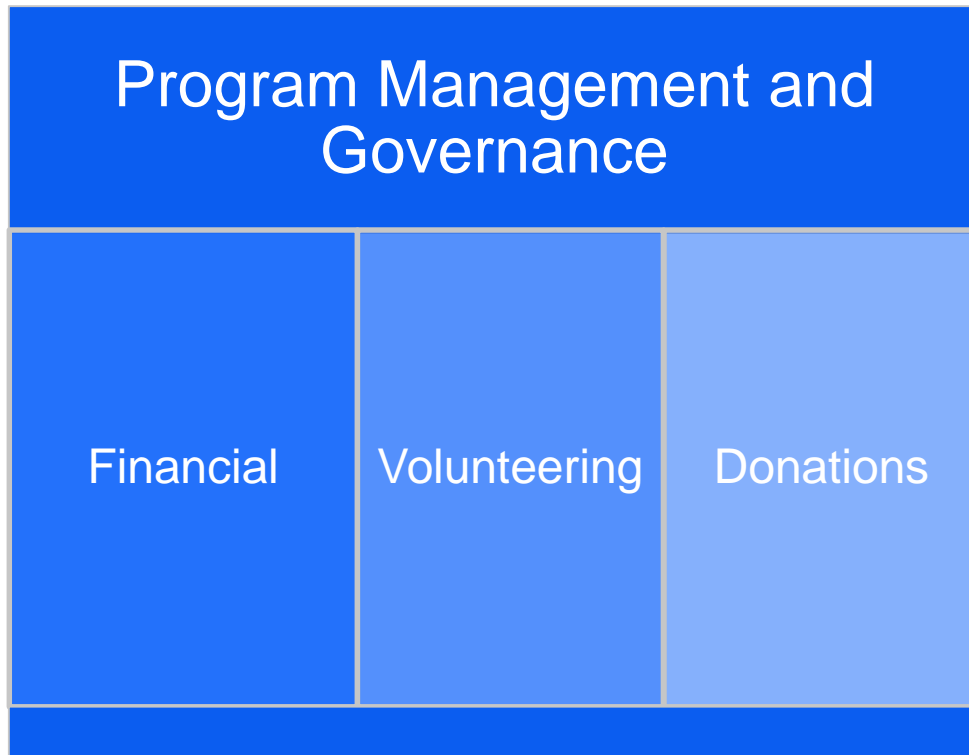 Program Management and
Governance
Financial
Volunteering
Donations